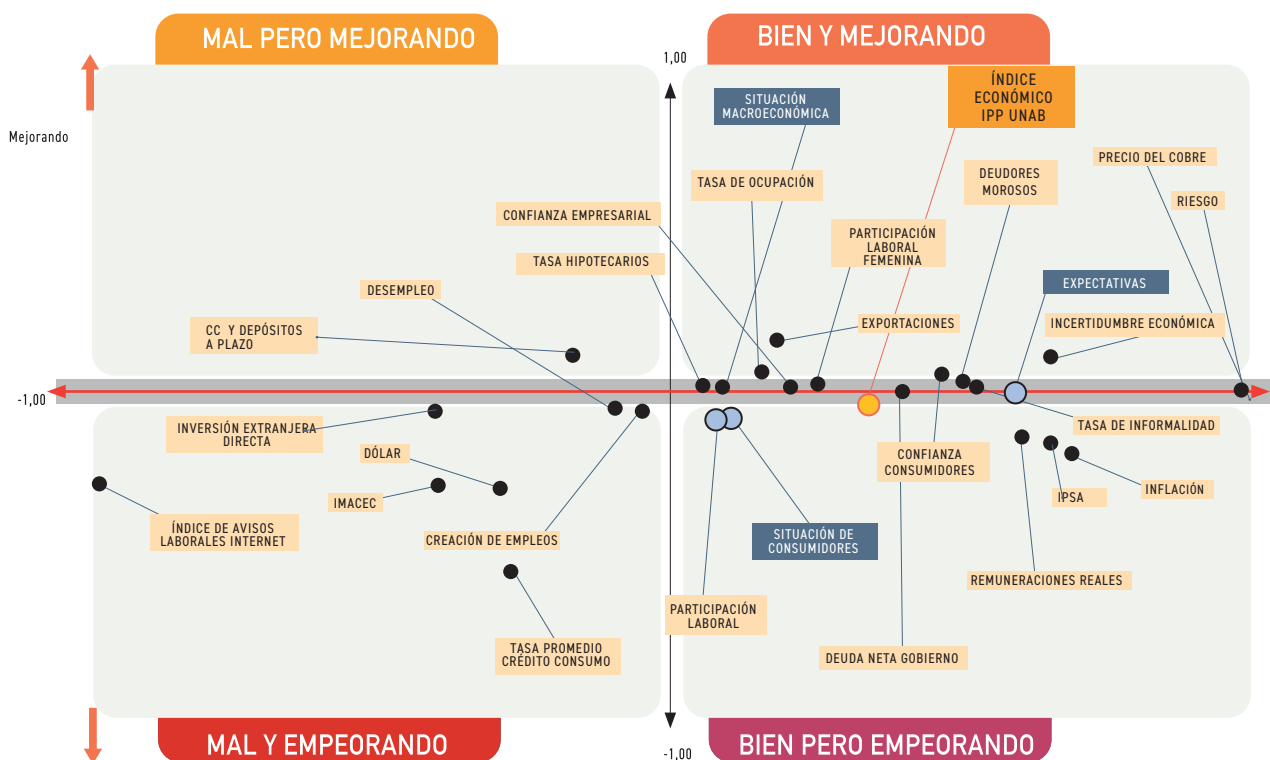 MAL PERO MEJORANDO
BIEN Y MEJORANDO
1,00
Mejorando
SITUACIÓN
MACROECONÓMICA
ÍNDICE
ECONÓMICO
IPP UNAB
PRECIO DEL COBRE
DEUDORES
MOROSOS
TASA DE OCUPACIÓN
RIESGO
CONFIANZA EMPRESARIAL
PARTICIPACIÓN
LABORAL
FEMENINA
TASA HIPOTECARIOS
DESEMPLEO
EXPECTATIVAS
CC Y DEPÓSITOS
A PLAZO
EXPORTACIONES
INCERTIDUMBRE ECONÓMICA
-1,00
INVERSIÓN EXTRANJERA
DIRECTA
TASA DE INFORMALIDAD
DÓLAR
CONFIANZA
CONSUMIDORES
IMACEC
IPSA
INFLACIÓN
ÍNDICE DE AVISOS
LABORALES INTERNET
CREACIÓN DE EMPLEOS
SITUACIÓN DE
CONSUMIDORES
REMUNERACIONES REALES
PARTICIPACIÓN
LABORAL
TASA PROMEDIO
CRÉDITO CONSUMO
DEUDA NETA GOBIERNO
MAL Y EMPEORANDO
BIEN PERO EMPEORANDO
-1,00